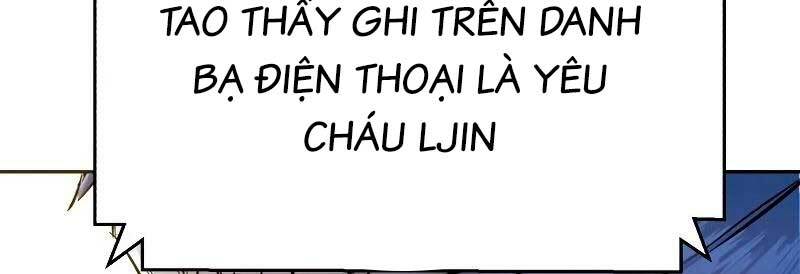 TAO THẤY GHI TRÊN DANH
BẠ ĐIỆN THOẠI LÀ YÊU
CHÁU LJIN